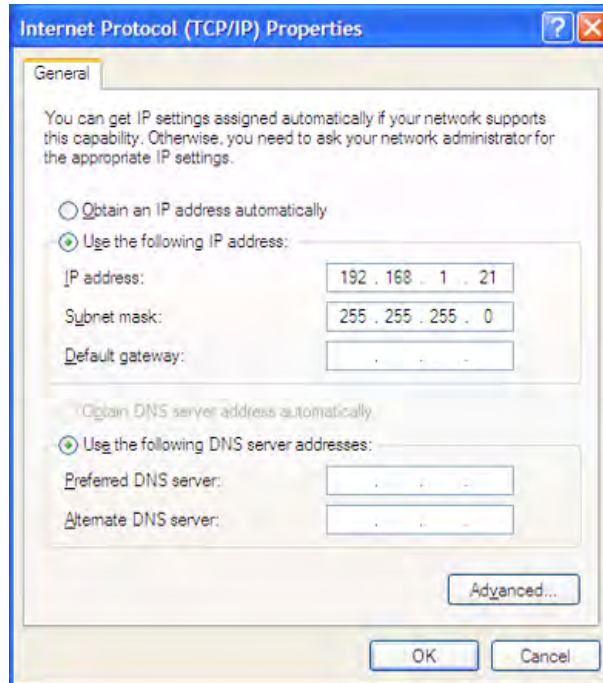 Internet Protocol (TCP/IP) Properties
General
You can get IP settings assigned automatically if your network supports
this capability. Otherwise, you need to ask your network administrator for
the appropriate IP settings.
Obtain an IP address automatically
Use the following IP address:
IP address: 192 . 168 . 1 . 21
Subnet mask: 255 . 255 . 255 . 0
Default gateway: . . .
Obtain DNS server address automatically
Use the following DNS server addresses:
Preferred DNS server: . . .
Alternate DNS server: . . .
Advanced...
OK Cancel